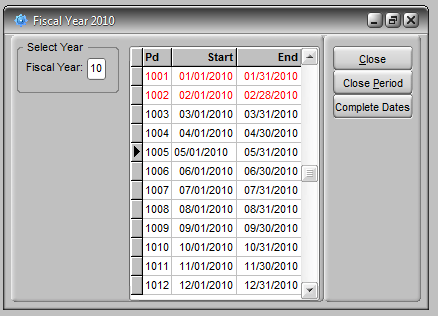 Fiscal Year 2010
Select Year
Fiscal Year: 10
Pd Start End
1001 01/01/2010 01/31/2010
1002 02/01/2010 02/28/2010
1003 03/01/2010 03/31/2010
1004 04/01/2010 04/30/2010
1005 05/01/2010 05/31/2010
1006 06/01/2010 06/30/2010
1007 07/01/2010 07/31/2010
1008 08/01/2010 08/31/2010
1009 09/01/2010 09/30/2010
1010 10/01/2010 10/31/2010
1011 11/01/2010 11/30/2010
1012 12/01/2010 12/31/2010
Close
Close Period
Complete Dates